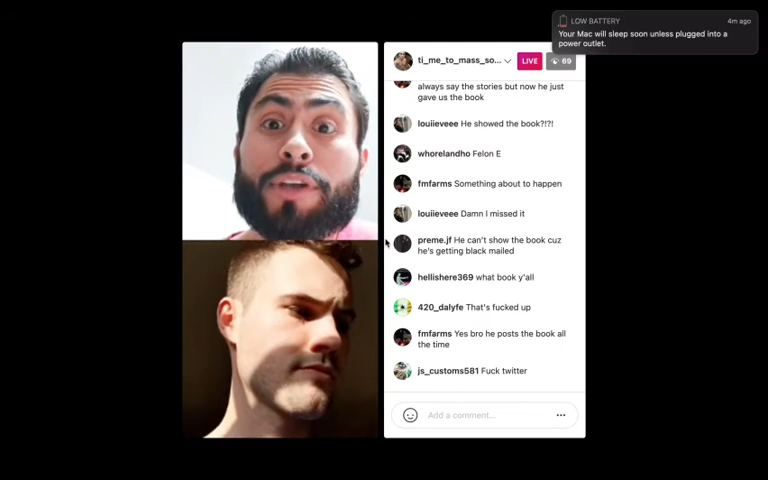 LOW BATTERY
4m ago
Your Mac will sleep soon unless plugged into a
power outlet.
ti_me_to_mass_so...
LIVE
69
always say the stories but now he just
gave us the book
louiieveee He showed the book?!?!
whorelandho Felon E
fmfarms Something about to happen
louiieveee Damn I missed it
preme.jf He can't show the book cuz
he's getting black mailed
hellishere369 what book y'all
420_dalyfe That's fucked up
fmfarms Yes bro he posts the book all
the time
js_customs581 Fuck twitter
Add a comment...